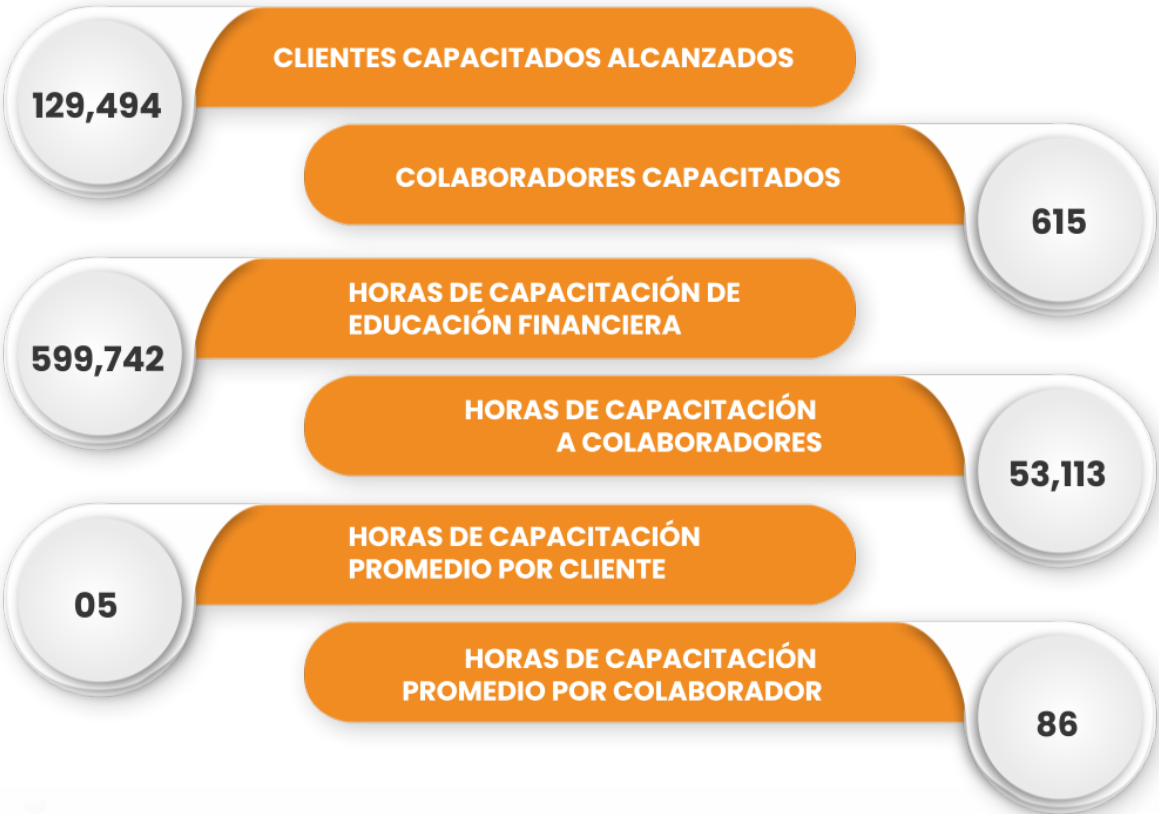 CLIENTES CAPACITADOS ALCANZADOS
129,494
COLABORADORES CAPACITADOS
615
HORAS DE CAPACITACIÓN DE
EDUCACIÓN FINANCIERA
599,742
HORAS DE CAPACITACIÓN
A COLABORADORES
53,113
HORAS DE CAPACITACIÓN
PROMEDIO POR CLIENTE
05
HORAS DE CAPACITACIÓN
PROMEDIO POR COLABORADOR
86